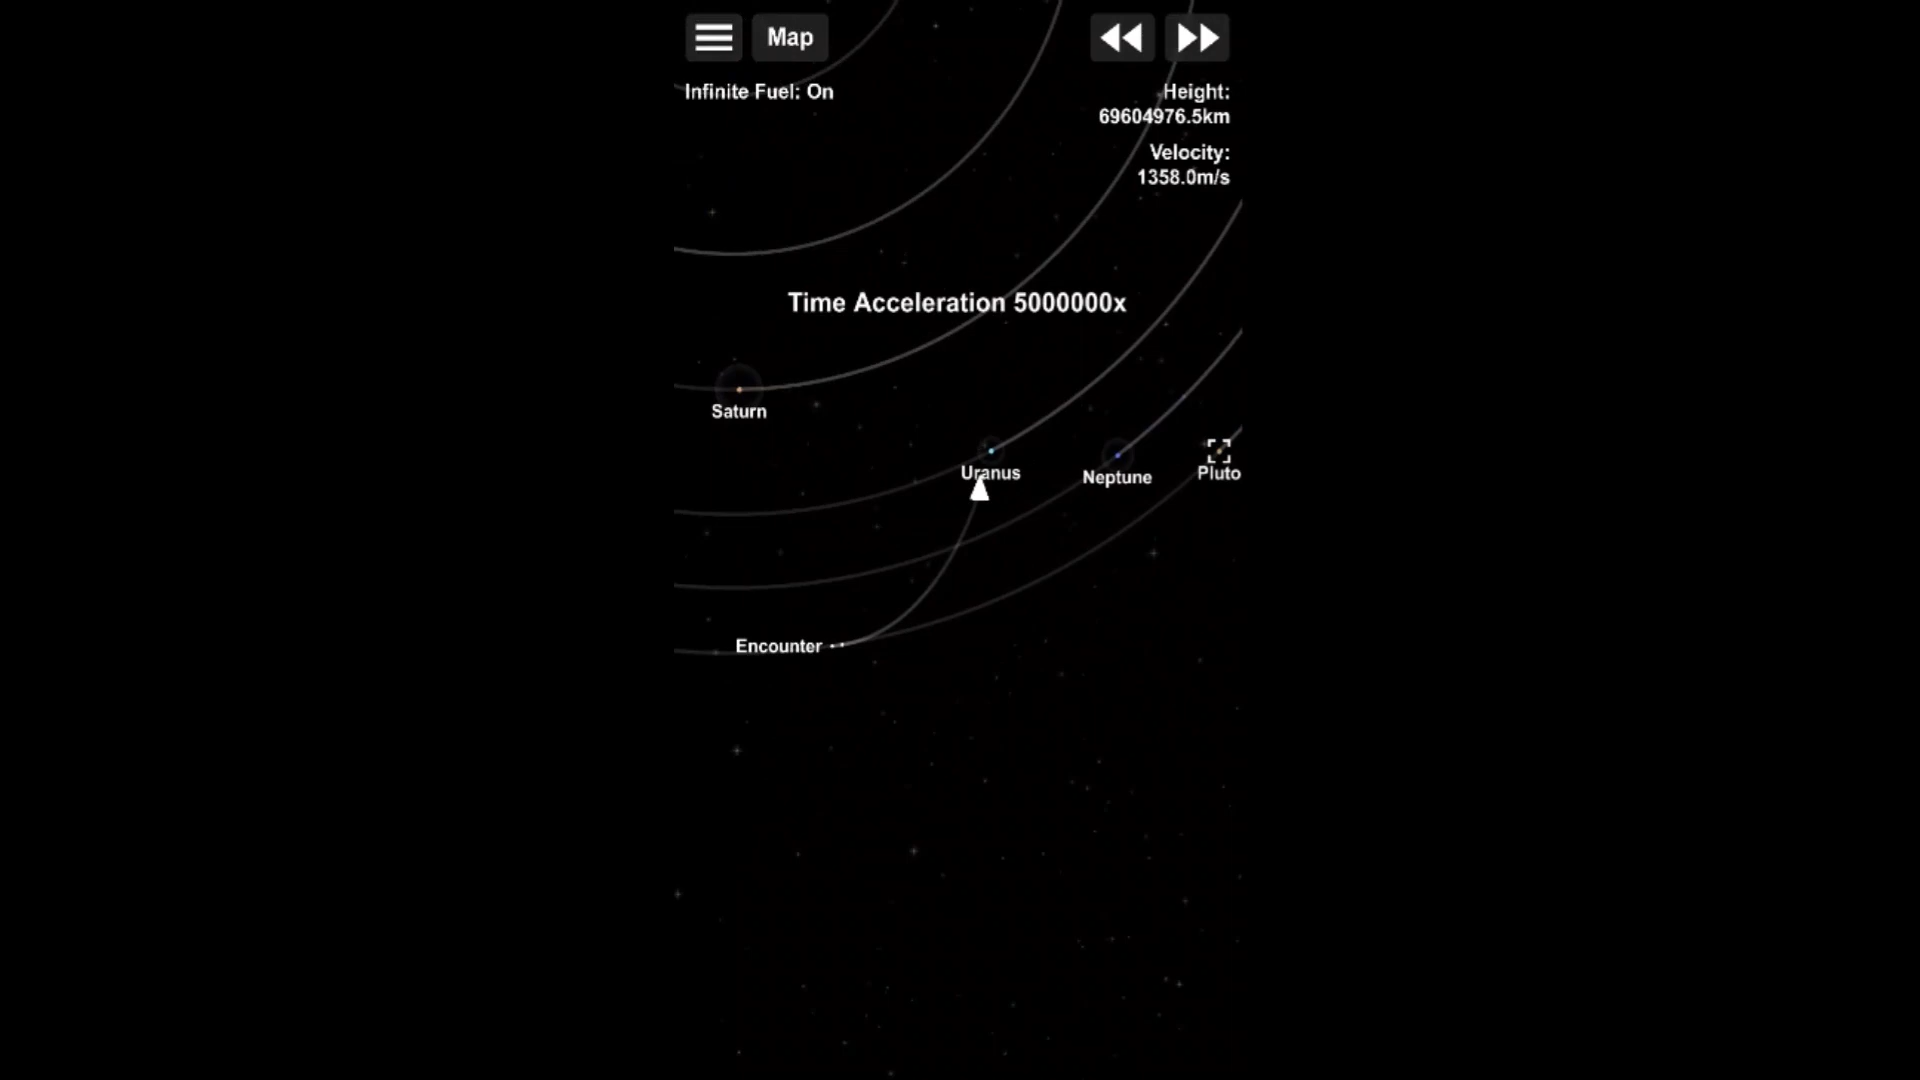 Map
Infinite Fuel: On
Height:
69604976.5km
Velocity:
1358.0m/s
Time Acceleration 5000000x
Saturn
Uranus
Neptune
Pluto
Encounter